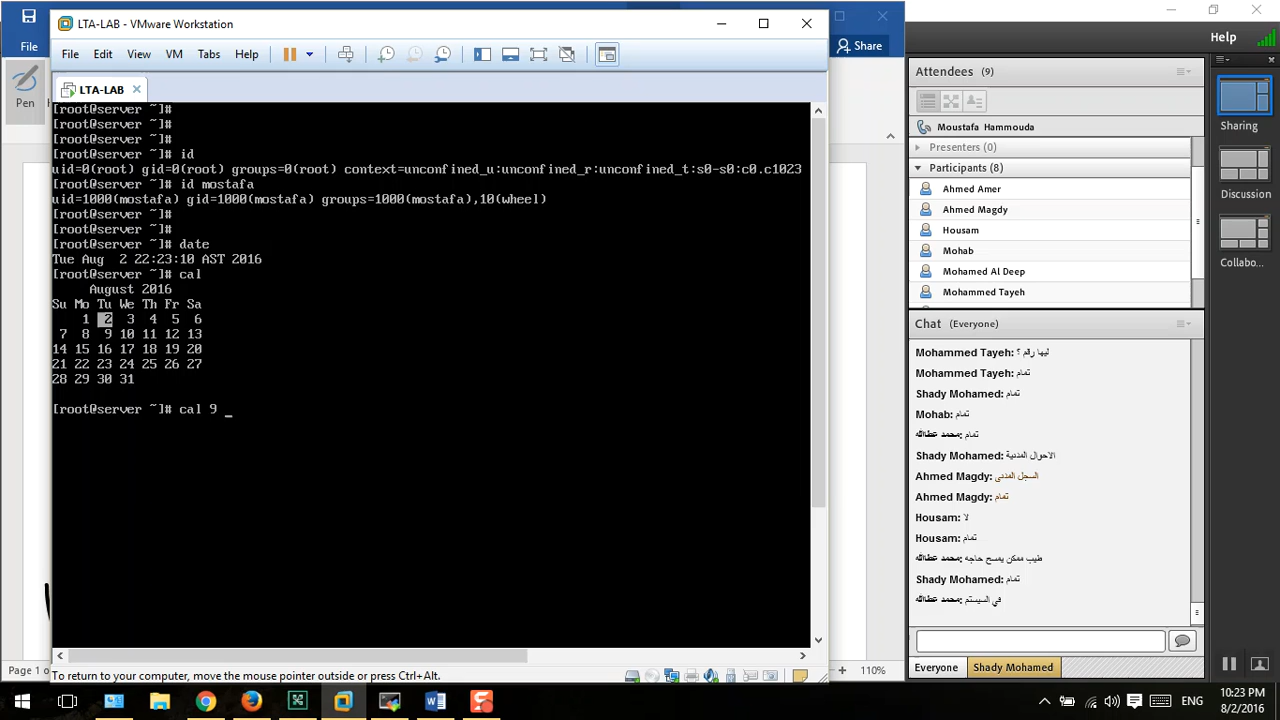 LTA-LAB - VMware Workstation
File
Share
Help
File Edit View VM Tabs Help
Pen
LTA-LAB
[root@server ~]#
[root@server ~]#
[root@server ~]#
[root@server ~]# id
uid=0(root) gid=0(root) groups=0(root) context=unconfined_u:unconfined_r:unconfined_t:s0-s0:c0.c1023
[root@server ~]# id mostafa
uid=1000(mostafa) gid=1000(mostafa) groups=1000(mostafa),10(wheel)
[root@server ~]#
[root@server ~]#
[root@server ~]# date
Tue Aug  2 22:23:10 AST 2016
[root@server ~]# cal
August 2016
Su Mo Tu We Th Fr Sa
1 2 3 4 5 6
7 8 9 10 11 12 13
14 15 16 17 18 19 20
21 22 23 24 25 26 27
28 29 30 31
[root@server ~]# cal 9 _
To return to your computer, move the mouse pointer outside or press Ctrl+Alt.
Page 1 o
110%
Attendees (9)
Moustafa Hammouda
Presenters (0)
Participants (8)
Ahmed Amer
Ahmed Magdy
Housam
Mohab
Mohamed Al Deep
Mohammed Tayeh
Chat (Everyone)
Mohammed Tayeh: ليها رقم ؟
Mohammed Tayeh: تمام
Shady Mohamed: تمام
Mohab: تمام
محمد عطاالله: تمام
Shady Mohamed: الاحوال المدنية
Ahmed Magdy: السجل المدنى
Ahmed Magdy: تمام
Housam: لا
Housam: تمام
محمد عطاالله: طيب ممكن يمسح حاجه
Shady Mohamed: تمام
محمد عطاالله: في السيستم
Everyone
Shady Mohamed
Sharing
Discussion
Collabo...
ENG
10:23 PM
8/2/2016